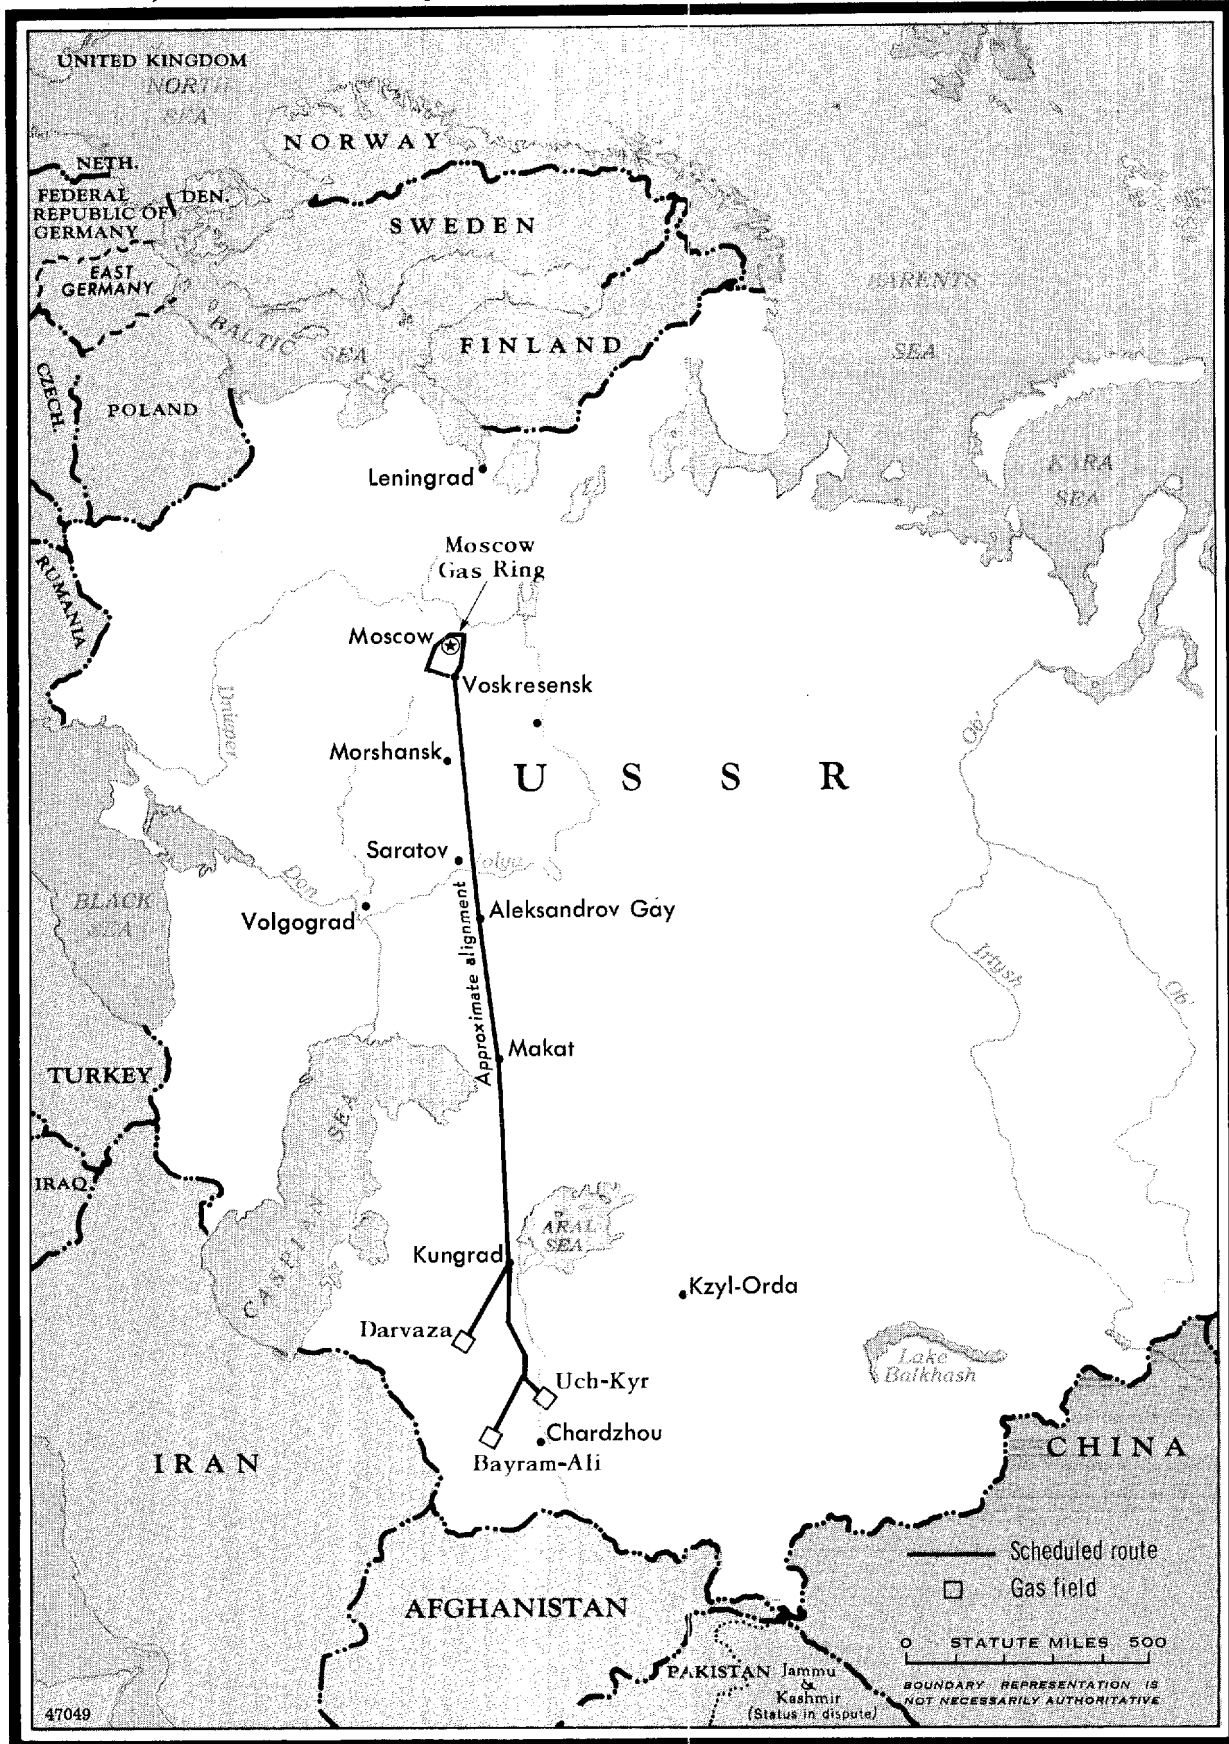 UNITED KINGDOM
NORTH
SEA
NORWAY
NETH.
FEDERAL
REPUBLIC OF
GERMANY
DEN.
SWEDEN
EAST
GERMANY
BARENTS
SEA
BALTIC
SEA
FINLAND
CZECH.
POLAND
KARA
SEA
Leningrad
Moscow
Gas Ring
RUMANIA
Moscow
Voskresensk
Dnieper
Ob'
Morshansk
U S S R
Saratov
Volga
Don
BLACK
SEA
Volgograd
Aleksandrov Gay
Approximate alignment
Irtysh
Ob'
Makat
TURKEY
IRAQ
CASPIAN
SEA
ARAL
SEA
Kungrad
Kzyl-Orda
Darvaza
Lake
Balkhash
Uch-Kyr
Chardzhou
Bayram-Ali
IRAN
CHINA
Scheduled route
Gas field
AFGHANISTAN
0 STATUTE MILES 500
PAKISTAN
Jammu
&
Kashmir
(Status in dispute)
BOUNDARY REPRESENTATION IS
NOT NECESSARILY AUTHORITATIVE
47049